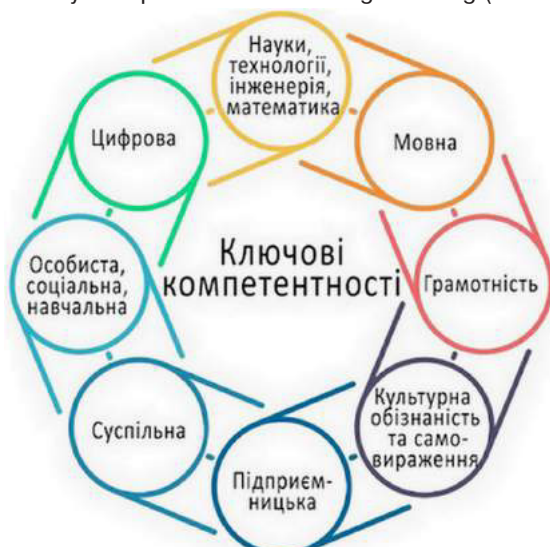 Науки,
технології,
інженерія,
математика
Мовна
Грамотність
Культурна
обізнаність
та само-
вираження
Підприєм-
ницька
Суспільна
Особиста,
соціальна,
навчальна
Цифрова
Ключові
компетентності